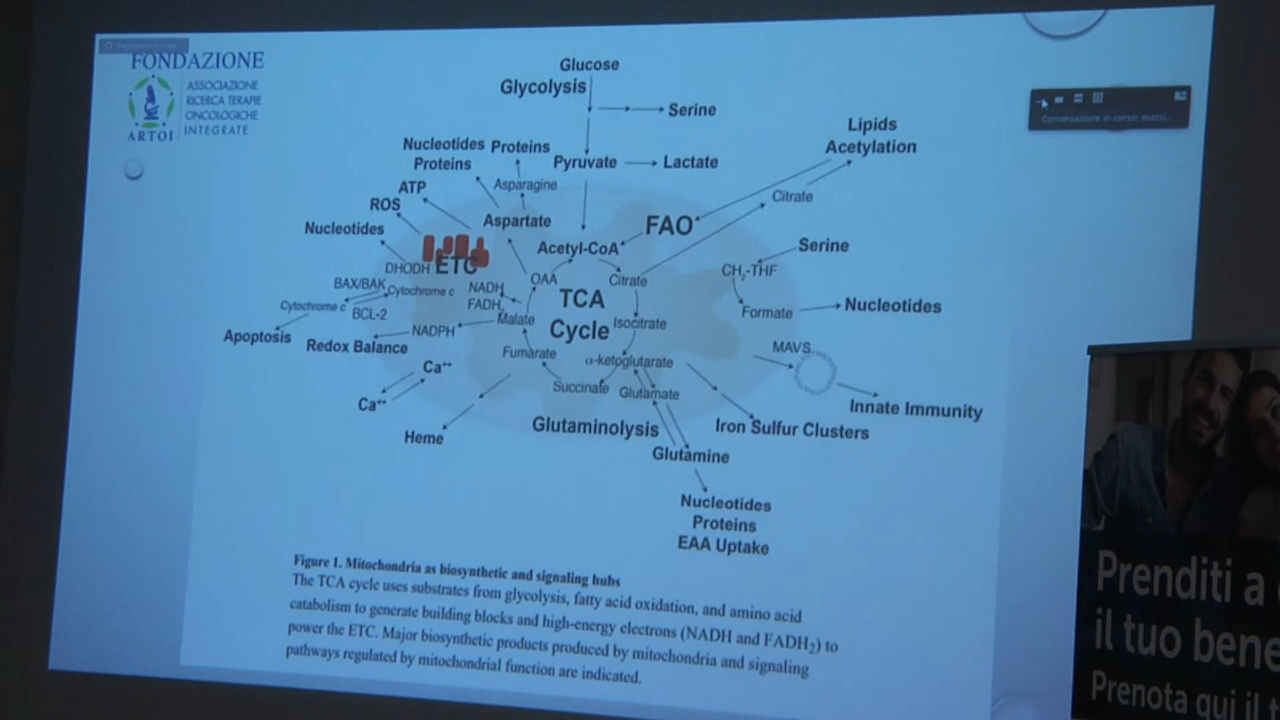 FONDAZIONE
ASSOCIAZIONE
RICERCA TERAPIE
ONCOLOGICHE
INTEGRATE
ARTOI
Glucose
Glycolysis
Serine
Pyruvate
Lactate
Nucleotides
Proteins
Proteins
Asparagine
Aspartate
ATP
ROS
Nucleotides
DHODH
ETC
Lipids
Acetylation
Citrate
FAO
Acetyl-CoA
Serine
CH2-THF
Formate
Nucleotides
OAA
Citrate
TCA
Cycle
Isocitrate
α-ketoglutarate
Succinate
Fumarate
Malate
NADH
FADH2
NADPH
Redox Balance
BAX/BAK
Cytochrome c
Cytochrome c
BCL-2
Apoptosis
Ca++
Ca++
Heme
Glutamate
Glutaminolysis
Glutamine
Nucleotides
Proteins
EAA Uptake
MAVS
Innate Immunity
Iron Sulfur Clusters
Figure 1. Mitochondria as biosynthetic and signaling hubs
The TCA cycle uses substrates from glycolysis, fatty acid oxidation, and amino acid
catabolism to generate building blocks and high-energy electrons (NADH and FADH2) to
power the ETC. Major biosynthetic products produced by mitochondria and signaling
pathways regulated by mitochondrial function are indicated.
Conversazione in corso: massi...
Prenditi a
il tuo bene
Prenota qui il t